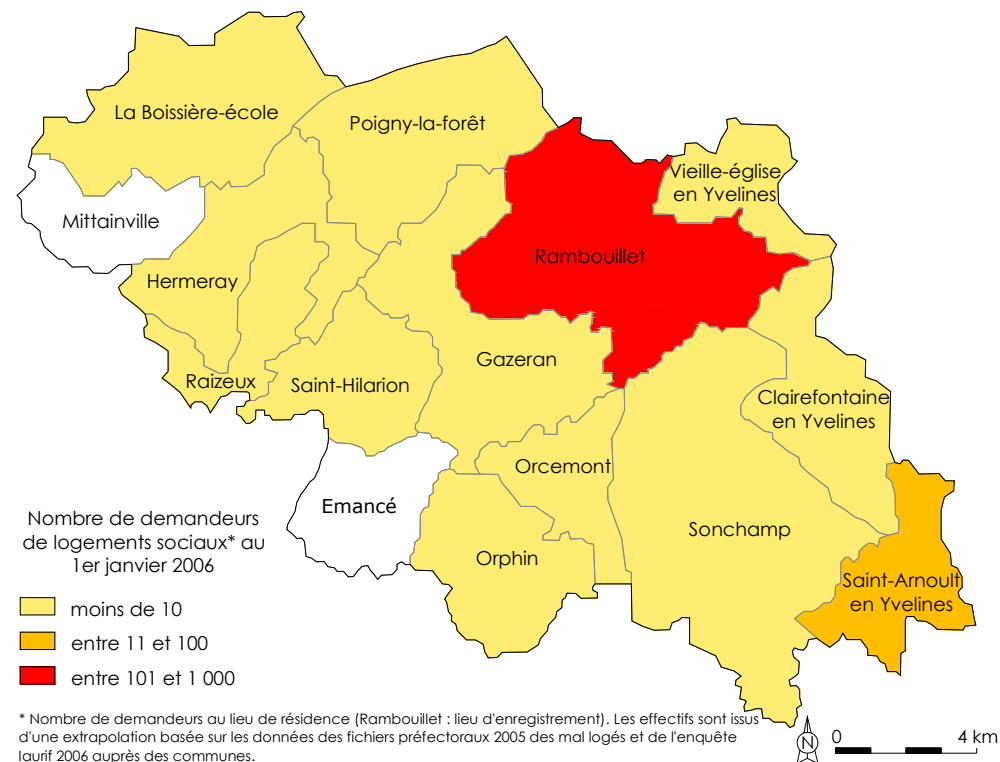 La Boissière-école
Poigny-la-forêt
Vieille-église
en Yvelines
Mittainville
Rambouillet
Hermeray
Gazeran
Raizeux
Saint-Hilarion
Clairefontaine
en Yvelines
Orcemont
Emancé
Sonchamp
Orphin
Saint-Arnoult
en Yvelines
Nombre de demandeurs
de logements sociaux* au
1er janvier 2006
moins de 10
entre 11 et 100
entre 101 et 1 000
* Nombre de demandeurs au lieu de résidence (Rambouillet : lieu d'enregistrement). Les effectifs sont issus
d'une extrapolation basée sur les données des fichiers préfectoraux 2005 des mal logés et de l'enquête
Iaurif 2006 auprès des communes.
N
0 4 km